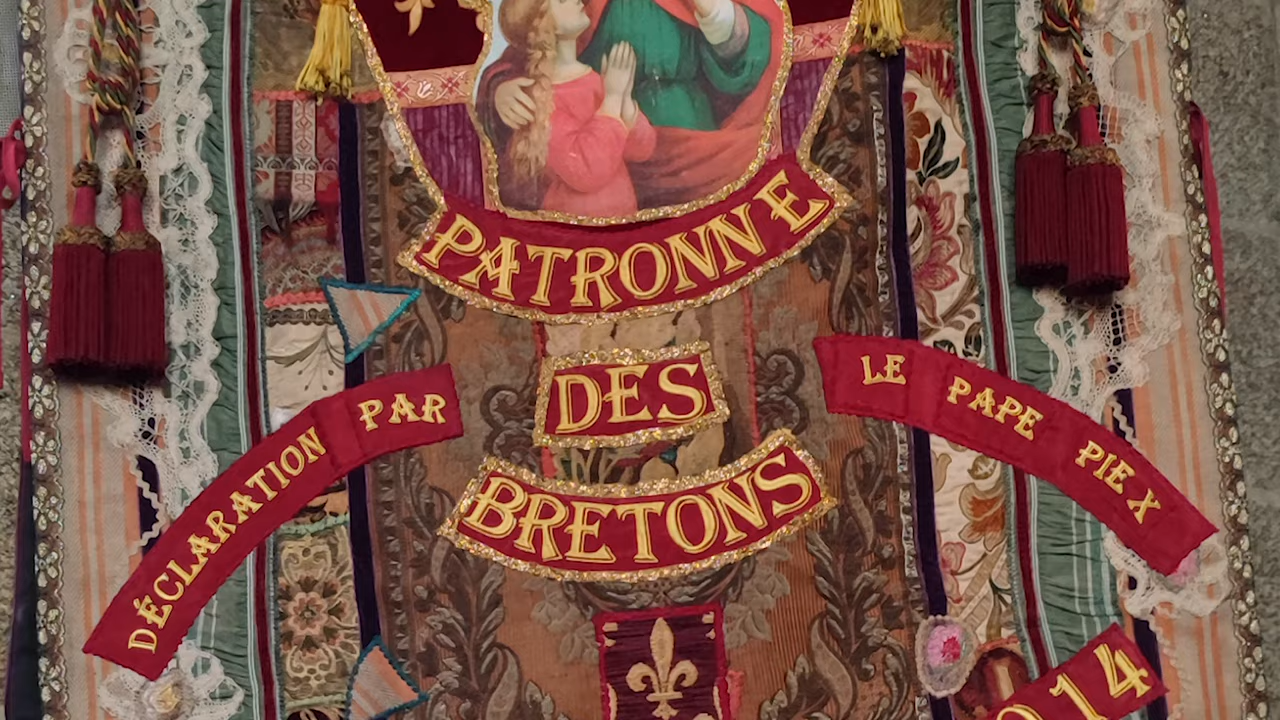 PATRONNE
DES
BRETONS
DÉCLARATION PAR
LE PAPE PIE X